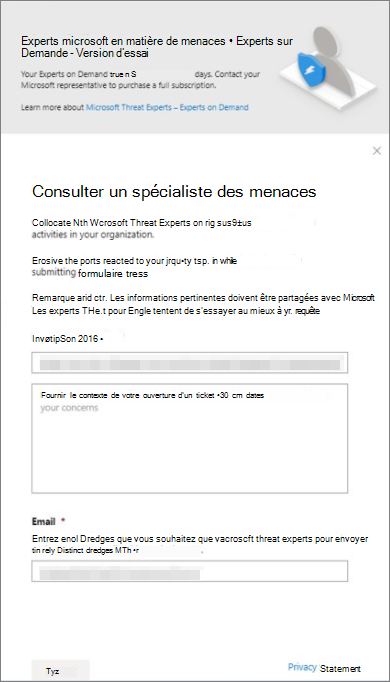 Experts microsoft en matière de menaces • Experts sur
Demande - Version d'essai
Your Experts on Demand true n S days. Contact your
Microsoft representative to purchase a full subscription.
Learn more about Microsoft Threat Experts – Experts on Demand
Consulter un spécialiste des menaces
Collocate Nth Wcrosoft Threat Experts on rig sus9±us
activities in your organization.
Erosive the ports reacted to your jrqu•ty tsp. in while
submitting formulaire tress
Remarque arid ctr. Les informations pertinentes doivent être partagées avec Microsoft
Les experts THe.t pour Engle tentent de s'essayer au mieux à yr. requête
InvøtipSon 2016 •
Fournir le contexte de votre ouverture d'un ticket •30 cm dates
your concerns
Email *
Entrez enol Dredges que vous souhaitez que vacrosoft threat experts pour envoyer
tin rely Distinct dredges MTh •r
Tyz
Privacy Statement